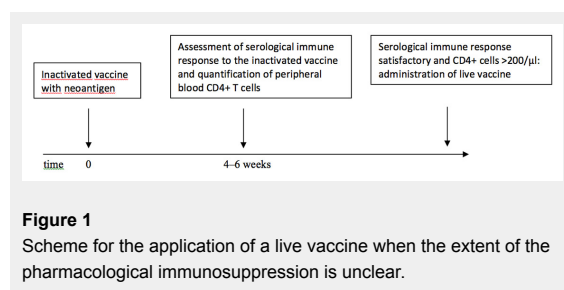 Inactivated vaccine
with neoantigen
Assessment of serological immune
response to the inactivated vaccine
and quantification of peripheral
blood CD4+ T cells
Serological immune response
satisfactory and CD4+ cells >200/µl:
administration of live vaccine
time 0 4–6 weeks
Figure 1
Scheme for the application of a live vaccine when the extent of the
pharmacological immunosuppression is unclear.